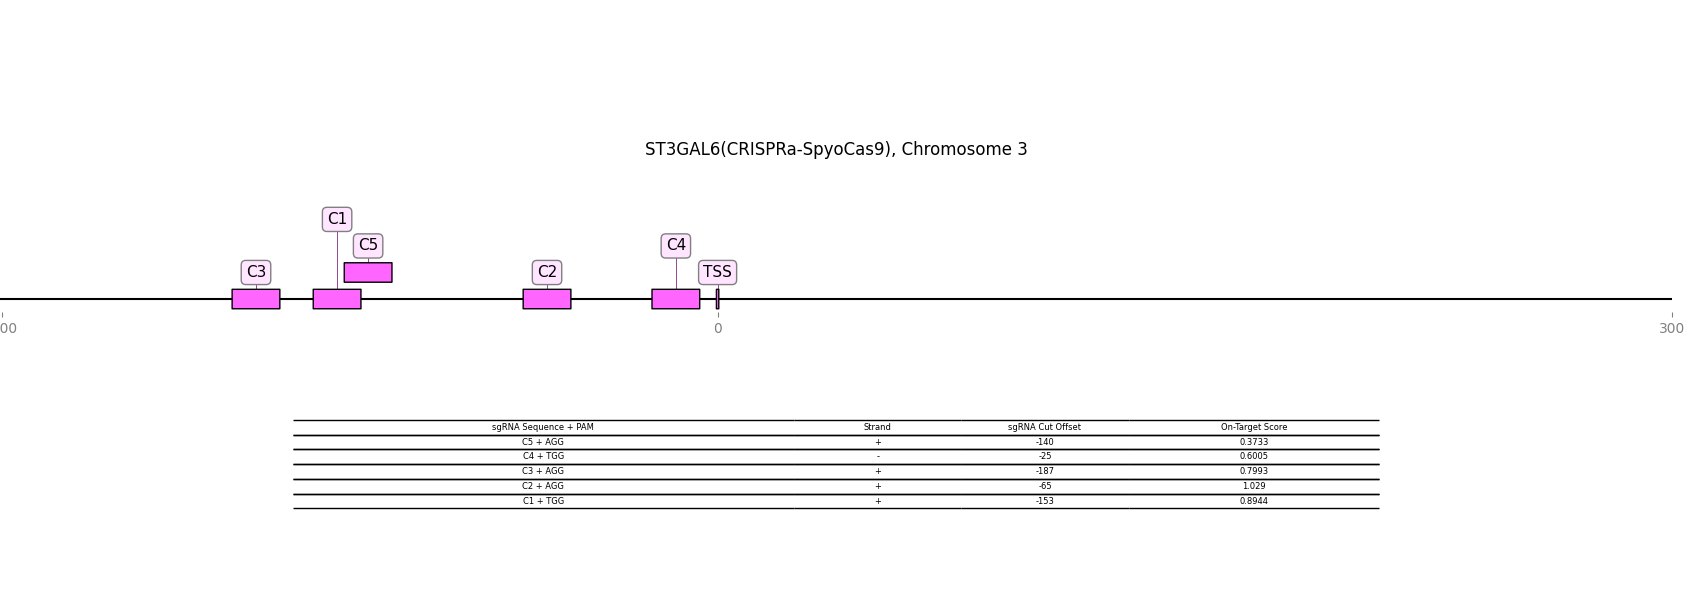 ST3GAL6(CRISPRa-SpyoCas9), Chromosome 3
C1
C5
C4
C3
C2
TSS
00
0
300
sgRNA Sequence + PAM Strand sgRNA Cut Offset On-Target Score
C5 + AGG + -140 0.3733
C4 + TGG - -25 0.6005
C3 + AGG + -187 0.7993
C2 + AGG + -65 1.029
C1 + TGG + -153 0.8944